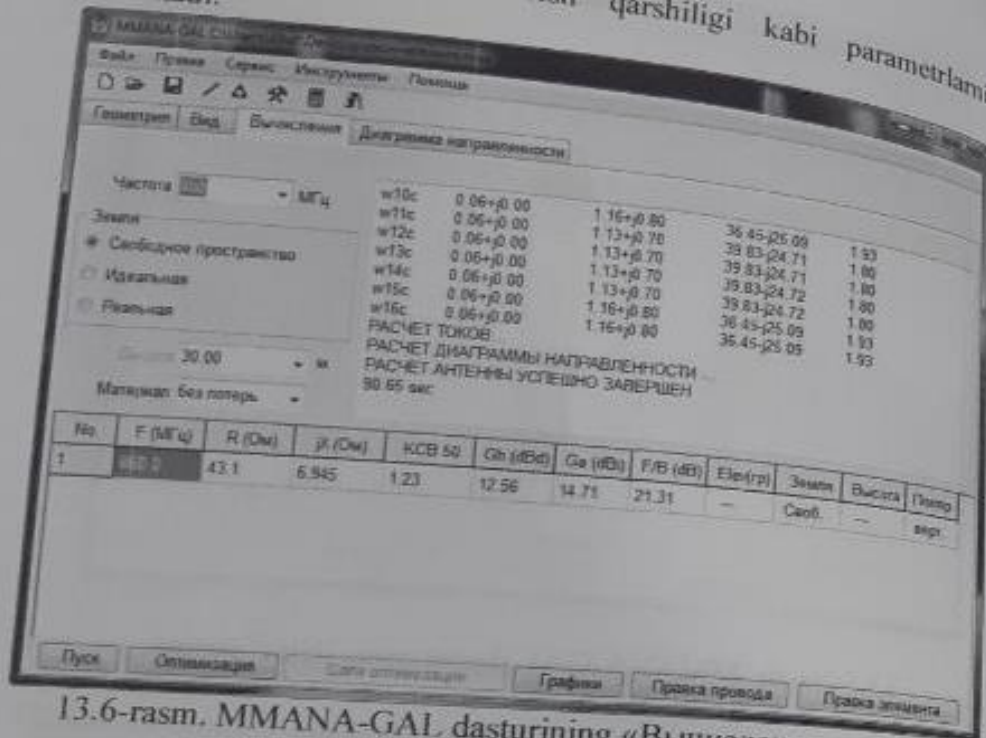 qarshiligi kabi parametrlarni
MMANA-GAL
Файл Правка Сервис Инструменты Помощь
Геометрия Вид Вычисления Диаграмма направленности
Частота МГц
Земля
Свободное пространство
Идеальная
Реальная
30.00 м
Материал без потерь
w10c 0.06+j0.00 1.16+j0.80 36.45-j25.09 1.93
w11c 0.06+j0.00 1.13+j0.70 39.83-j24.71 1.80
w12c 0.06+j0.00 1.13+j0.70 39.83-j24.71 1.80
w13c 0.06+j0.00 1.13+j0.70 39.83-j24.72 1.80
w14c 0.06+j0.00 1.13+j0.70 39.83-j24.72 1.80
w15c 0.06+j0.00 1.16+j0.80 36.45-j25.09 1.93
w16c 0.06+j0.00 1.16+j0.80 36.45-j25.09 1.93
РАСЧЕТ ТОКОВ
РАСЧЕТ ДИАГРАММЫ НАПРАВЛЕННОСТИ ...
РАСЧЕТ АНТЕННЫ УСПЕШНО ЗАВЕРШЕН
90.65 sec
No. F (МГц) R (Ом) jX (Ом) КСВ 50 Gh (dBd) Ga (dBi) F/B (dB) Elev(гр) Земля Высота Поляр
1 43.1 6.945 1.23 12.56 14.71 21.31 --- Своб. --- верт.
Пуск Оптимизация Шаги оптимизации Графики Правка провода Правка элемента
13.6-rasm. MMANA-GAL dasturining